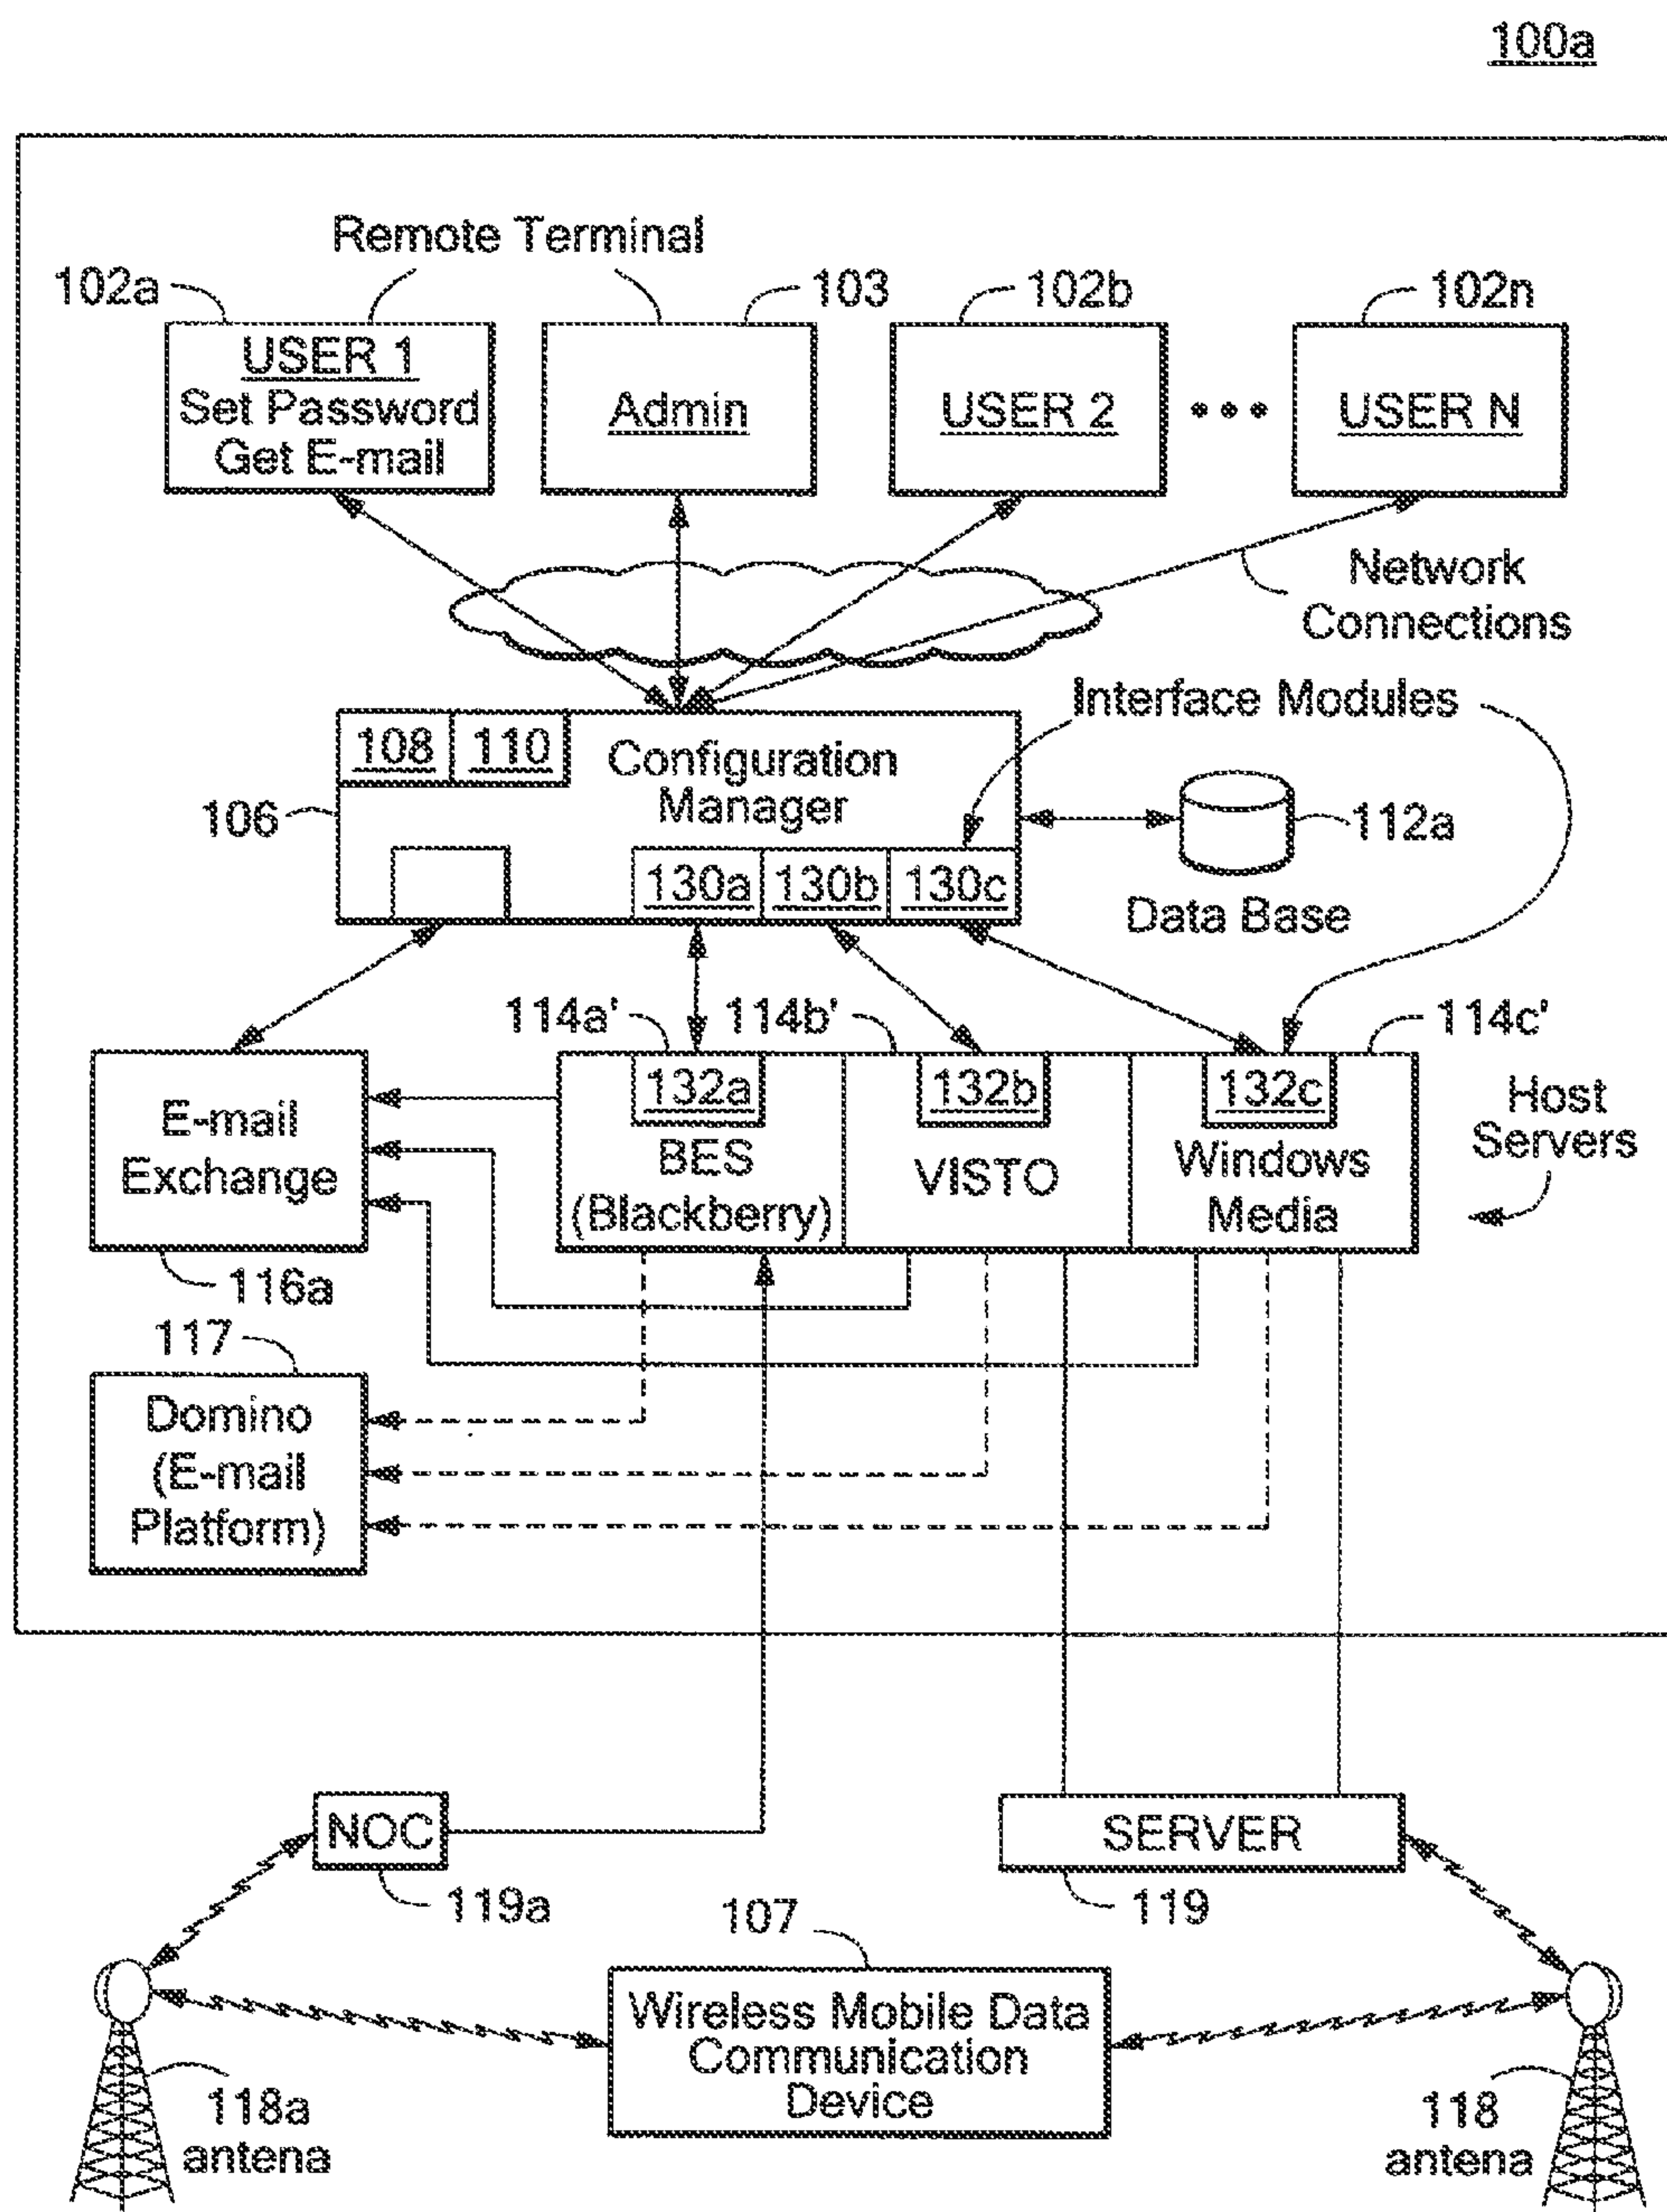 100a
Remote Terminal
102a
103
102b
102n
USER 1
Set Password
Get E-mail
Admin
USER 2
•••
USER N
Network
Connections
Interface Modules
108
110
Configuration
Manager
106
112a
130a
130b
130c
Data Base
114a'
114b'
114c'
132a
132b
132c
E-mail
Exchange
BES
(Blackberry)
VISTO
Windows
Media
Host
Servers
116a
117
Domino
(E-mail
Platform)
NOC
SERVER
119a
107
119
Wireless Mobile Data
Communication
Device
118a
antena
118
antena